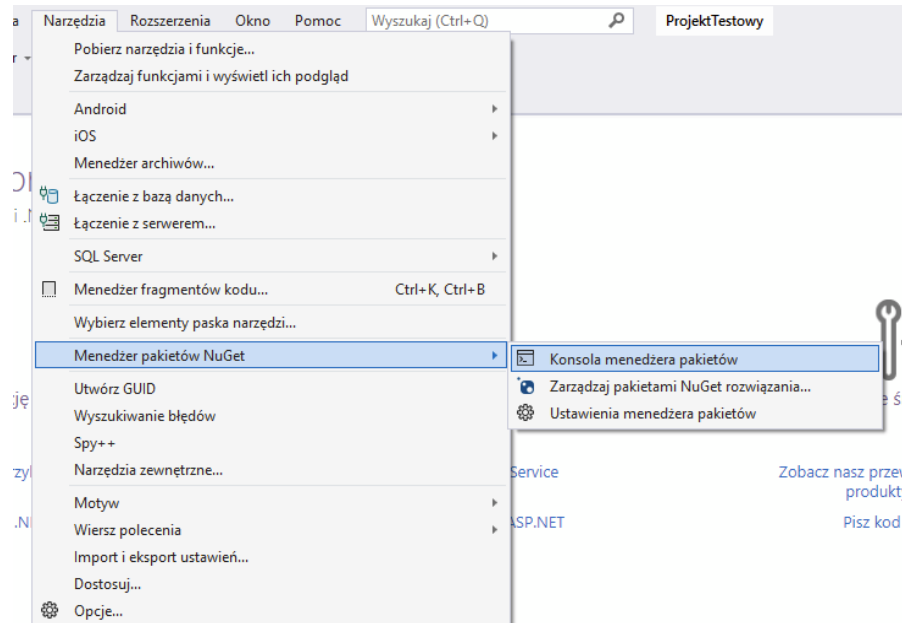 Narzędzia Rozszerzenia Okno Pomoc Wyszukaj (Ctrl+Q) ProjektTestowy
Pobierz narzędzia i funkcje...
Zarządzaj funkcjami i wyświetl ich podgląd
Android
iOS
Menedżer archiwów...
Łączenie z bazą danych...
Łączenie z serwerem...
SQL Server
Menedżer fragmentów kodu... Ctrl+K, Ctrl+B
Wybierz elementy paska narzędzi...
Menedżer pakietów NuGet
Konsola menedżera pakietów
Zarządzaj pakietami NuGet rozwiązania...
Ustawienia menedżera pakietów
Utwórz GUID
Wyszukiwanie błędów
Spy++
Narzędzia zewnętrzne...
Motyw
Wiersz polecenia
Import i eksport ustawień...
Dostosuj...
Opcje...
Service
ASP.NET
Zobacz nasz przew
produkt
Pisz kod